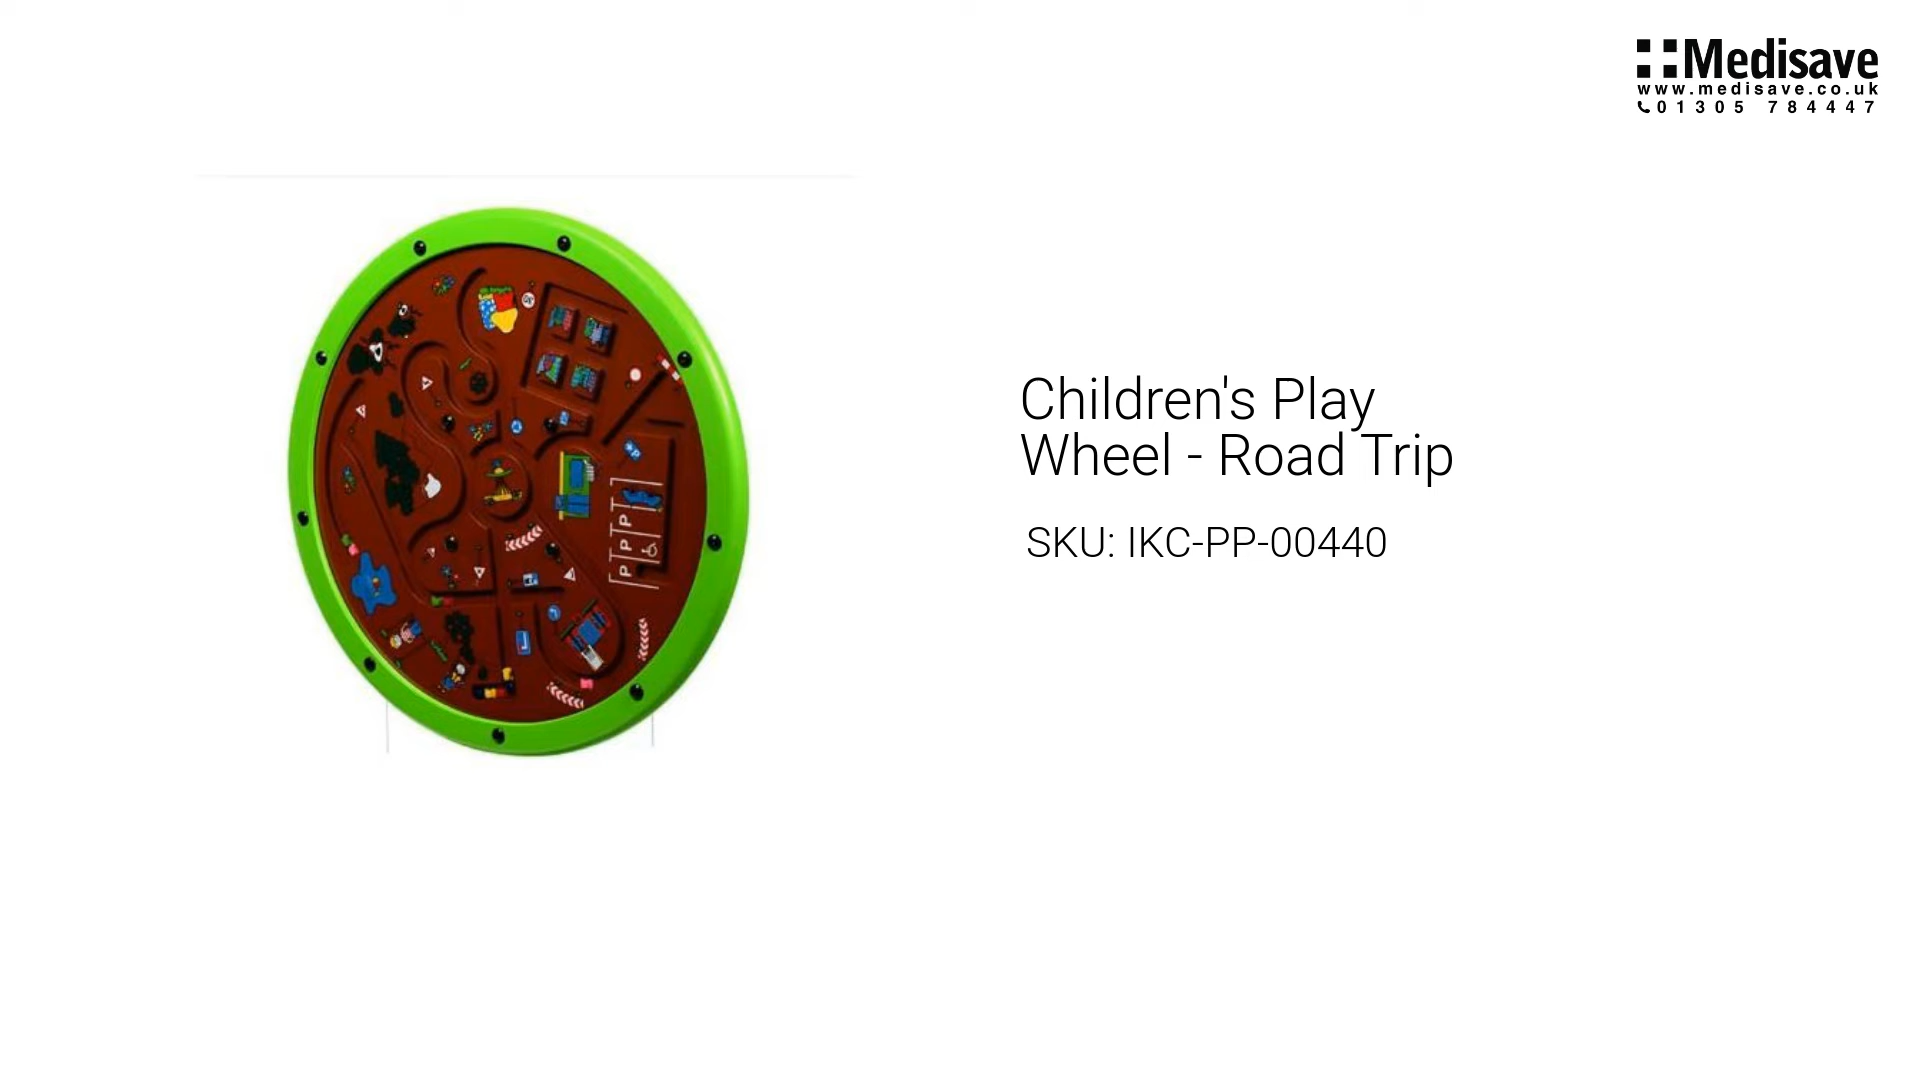 Medisave
www.medisave.co.uk
01305 784447
Children's Play
Wheel - Road Trip
SKU: IKC-PP-00440
P
P
P